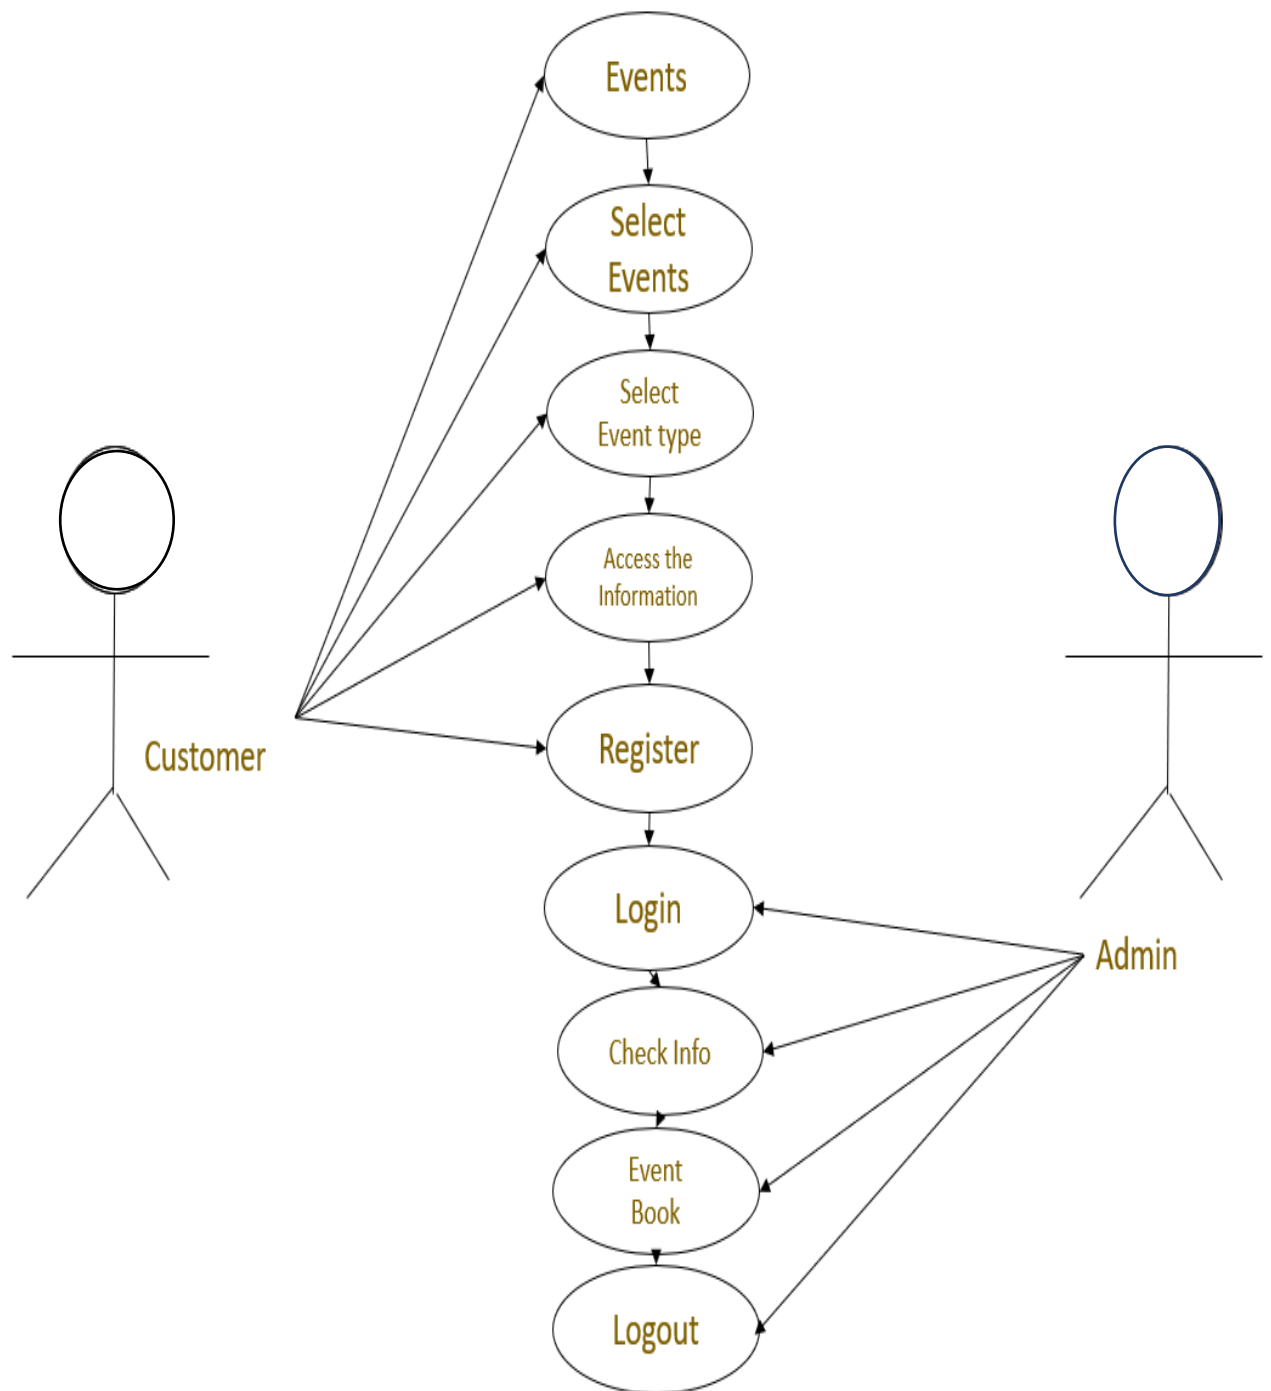 Events
Select
Events
Select
Event type
Access the
Information
Register
Customer
Login
Admin
Check Info
Event
Book
Logout